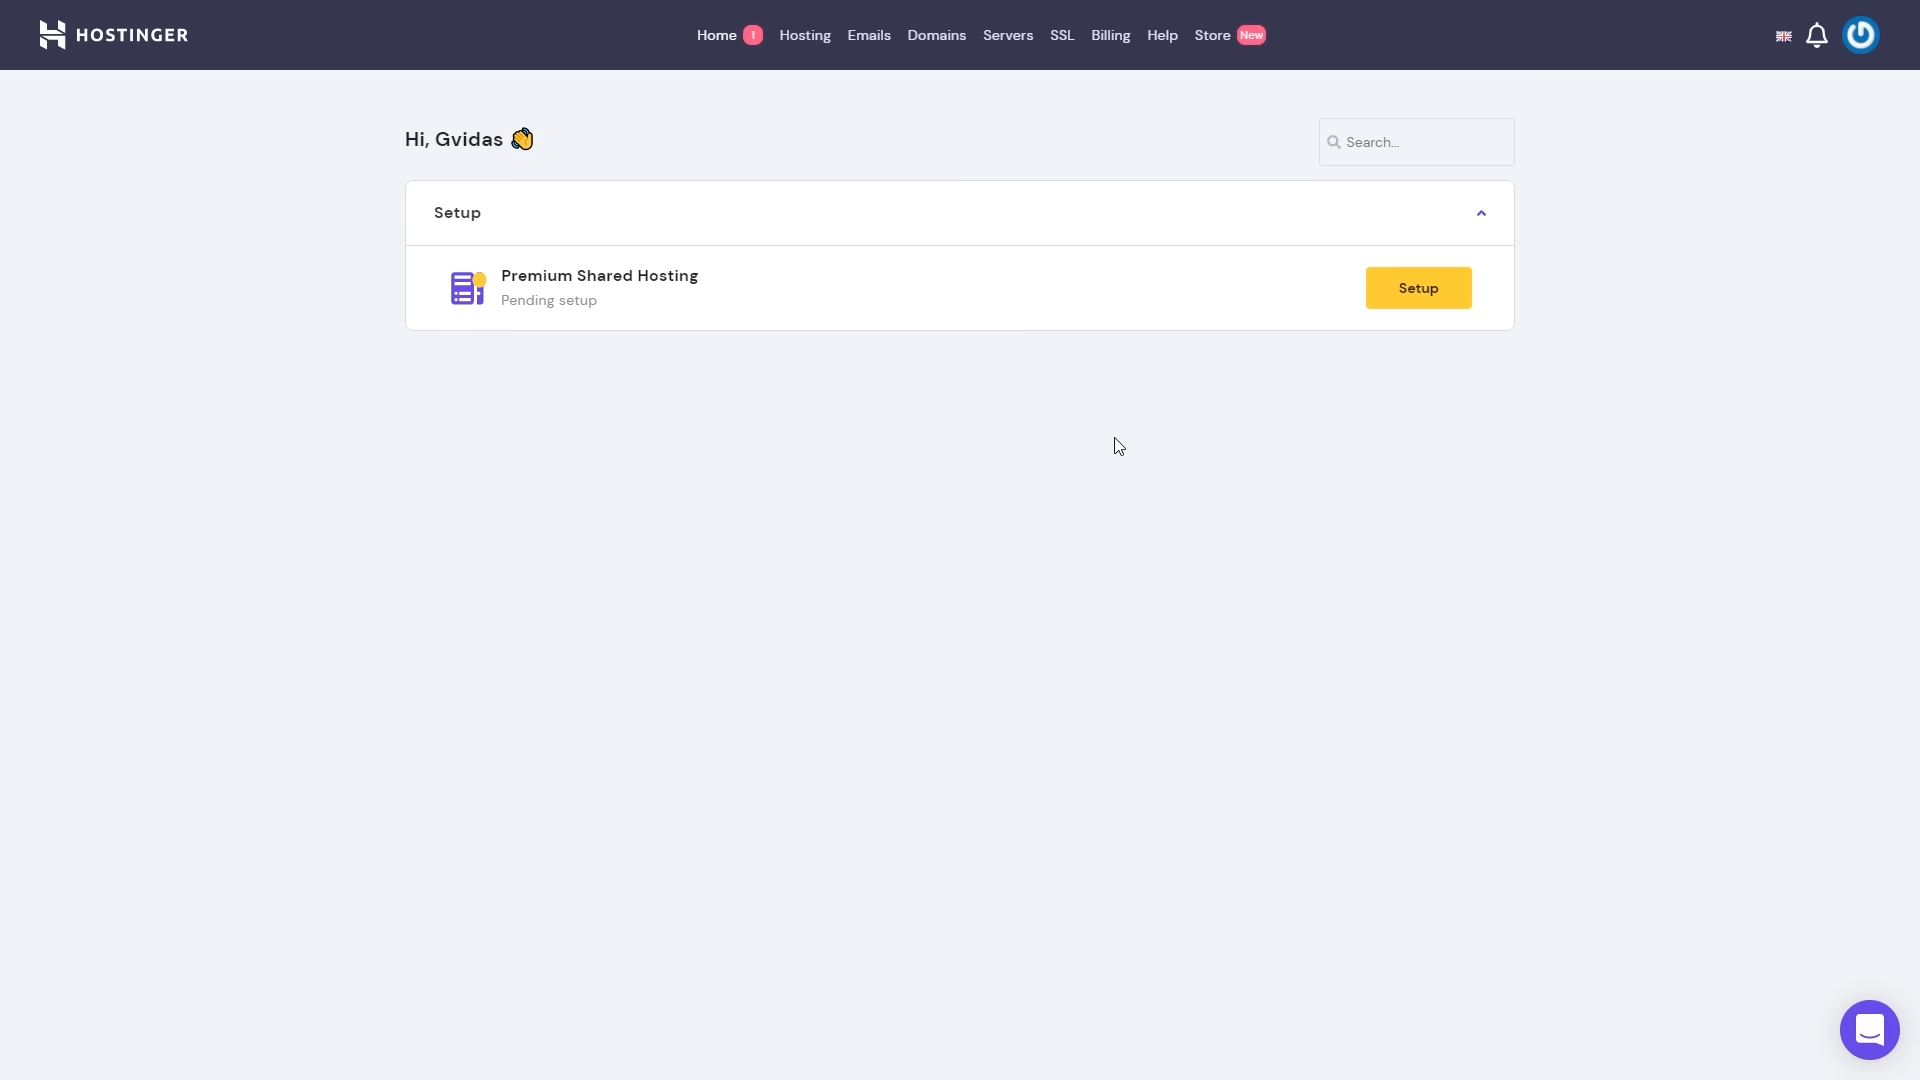 HOSTINGER
Home 1 Hosting Emails Domains Servers SSL Billing Help Store New
Hi, Gvidas 👋
Search...
Setup
Premium Shared Hosting
Pending setup
Setup